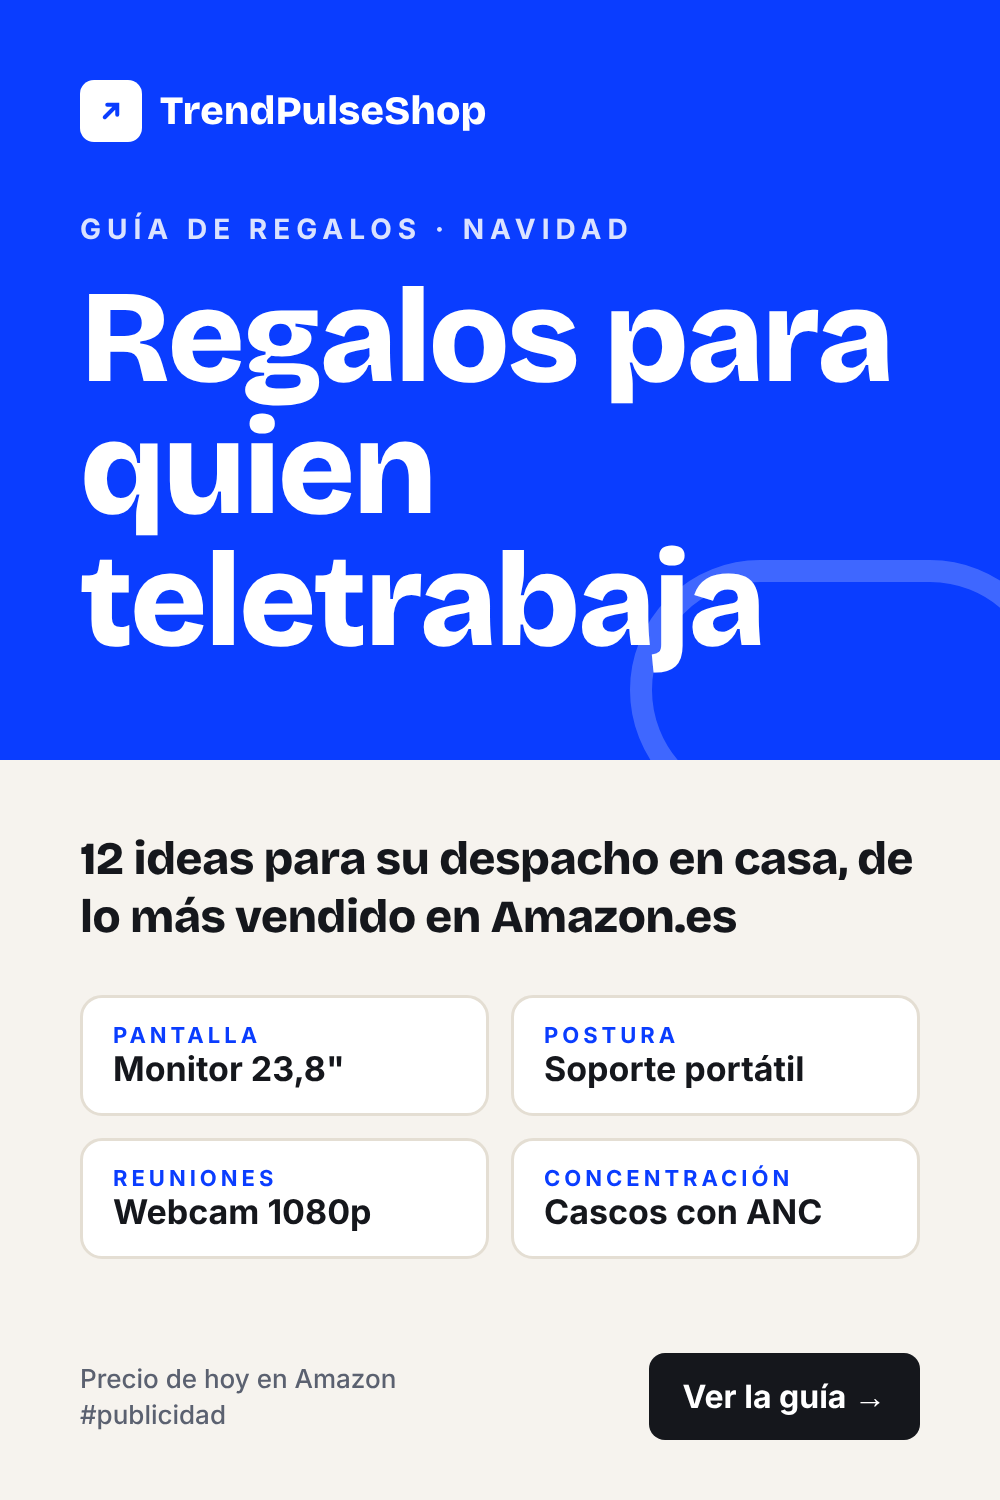 TrendPulseShop
GUÍA DE REGALOS · NAVIDAD
Regalos para
quien
teletrabaja
12 ideas para su despacho en casa, de
lo más vendido en Amazon.es
PANTALLA
Monitor 23,8"
POSTURA
Soporte portátil
REUNIONES
Webcam 1080p
CONCENTRACIÓN
Cascos con ANC
Precio de hoy en Amazon
#publicidad
Ver la guía →